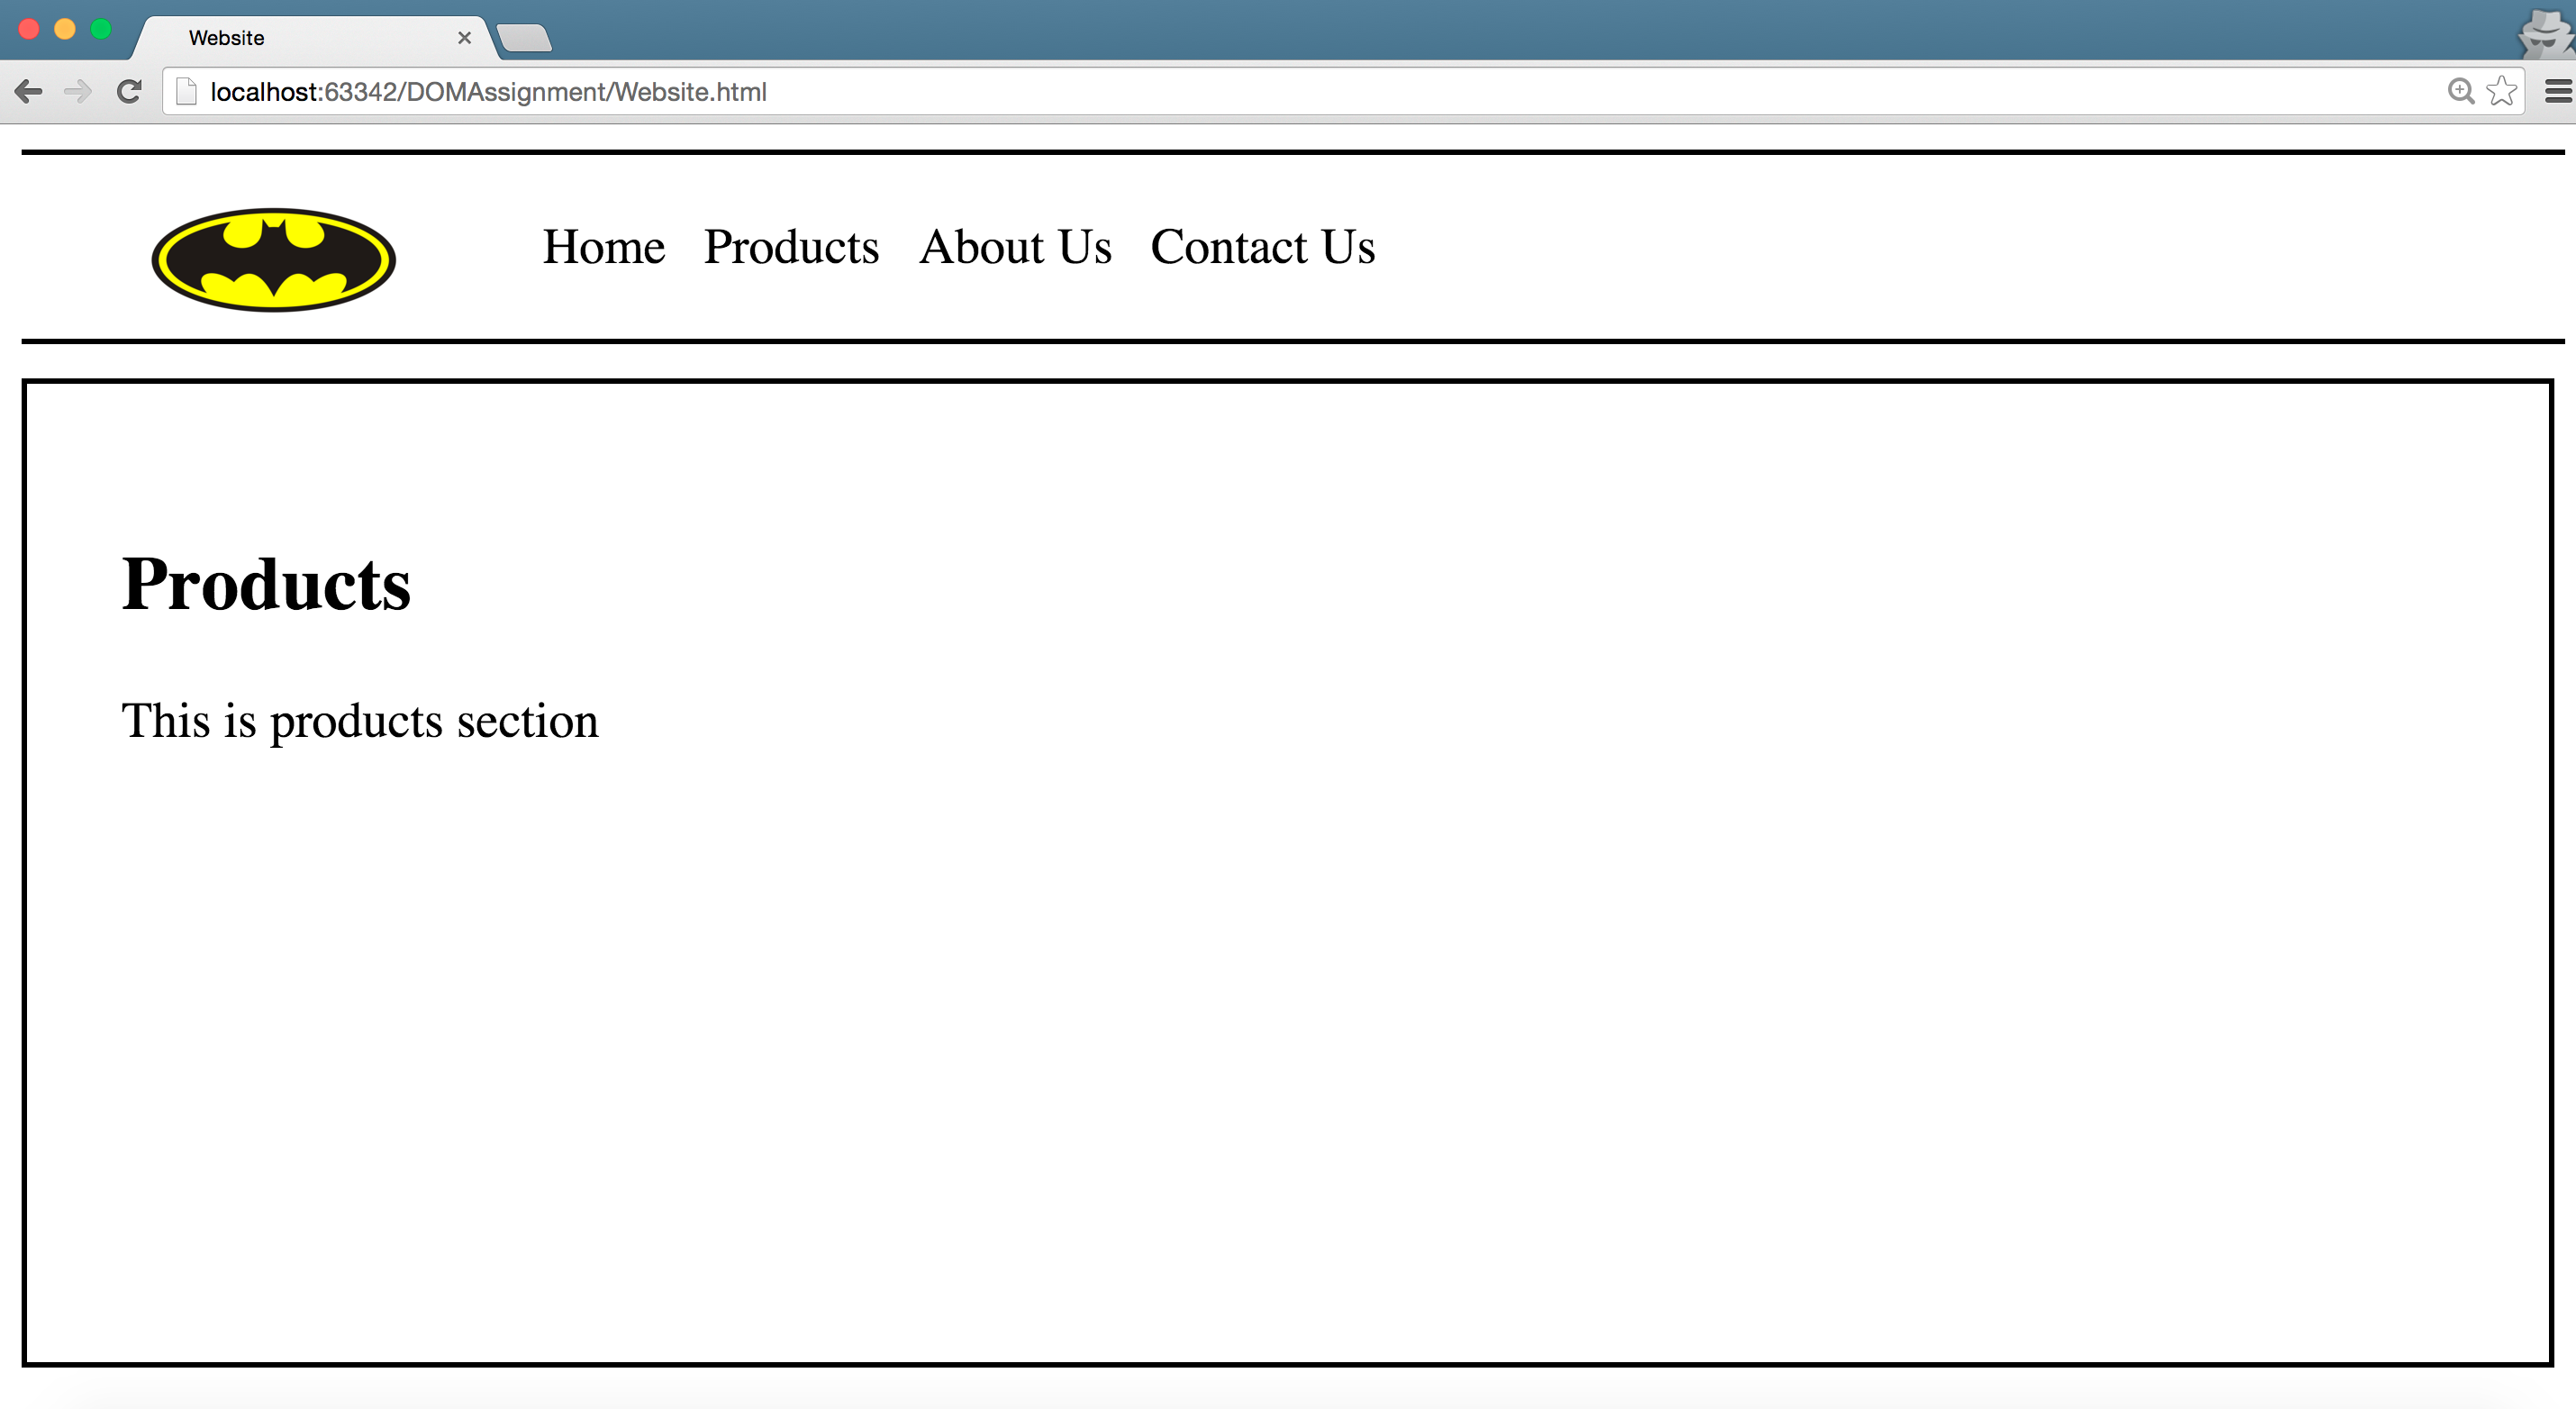 Website
localhost:63342/DOMAssignment/Website.html
Home Products About Us Contact Us
Products
This is products section